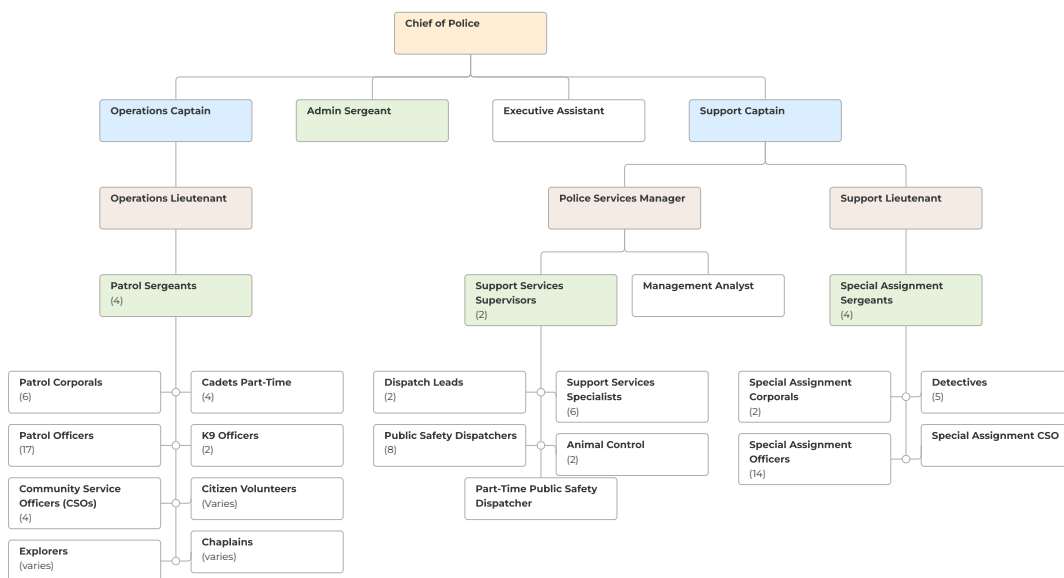 Chief of Police
Operations Captain
Admin Sergeant
Executive Assistant
Support Captain
Operations Lieutenant
Police Services Manager
Support Lieutenant
Patrol Sergeants
(4)
Support Services
Supervisors
(2)
Management Analyst
Special Assignment
Sergeants
(4)
Patrol Corporals
(6)
Cadets Part-Time
(4)
Dispatch Leads
(2)
Support Services
Specialists
(6)
Special Assignment
Corporals
(2)
Detectives
(5)
Patrol Officers
(17)
K9 Officers
(2)
Public Safety Dispatchers
(8)
Animal Control
(2)
Special Assignment
Officers
(14)
Special Assignment CSO
Community Service
Officers (CSOs)
(4)
Citizen Volunteers
(Varies)
Part-Time Public Safety
Dispatcher
Explorers
(varies)
Chaplains
(varies)